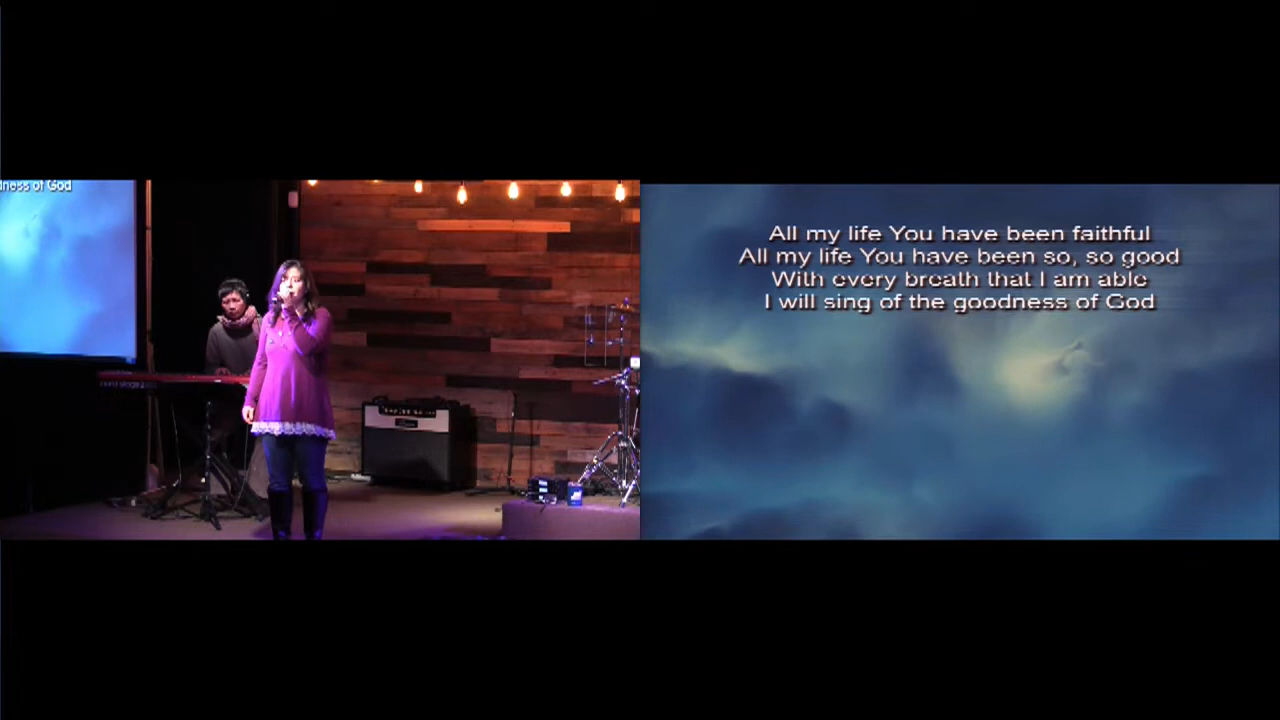 ness of God
All my life You have been faithful
All my life You have been so, so good
With every breath that I am able
I will sing of the goodness of God